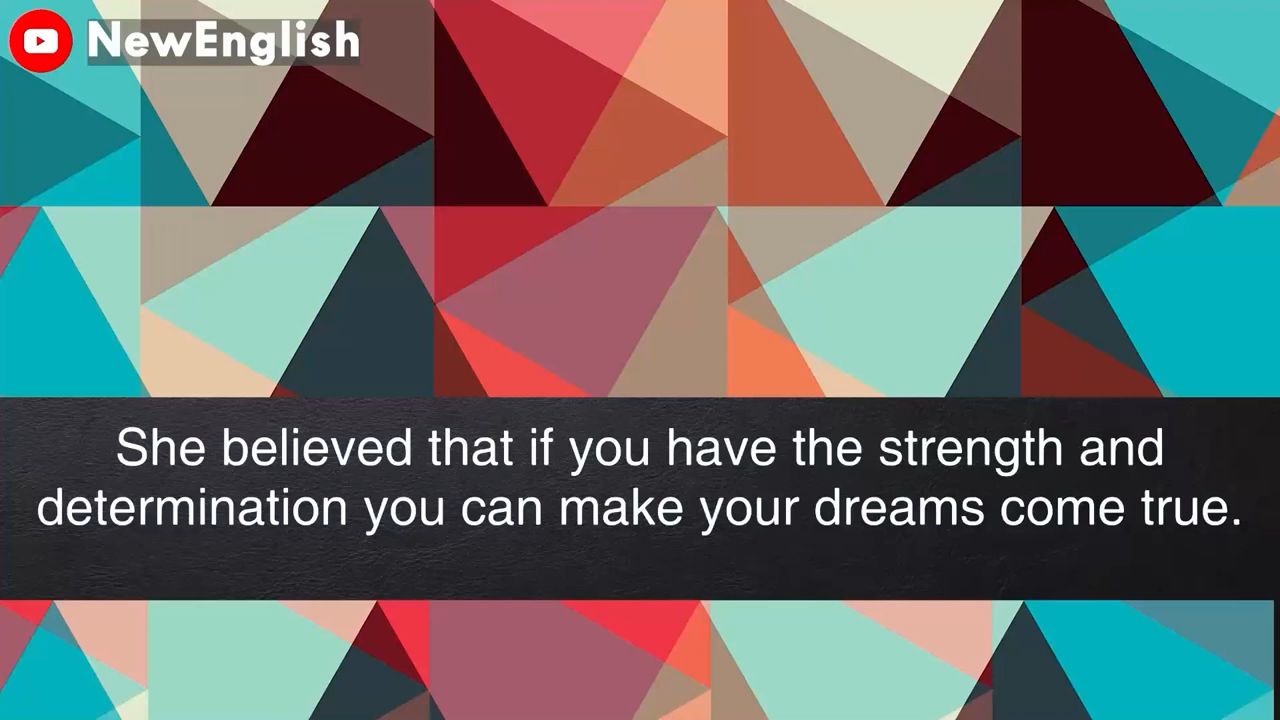 NewEnglish
She believed that if you have the strength and
determination you can make your dreams come true.